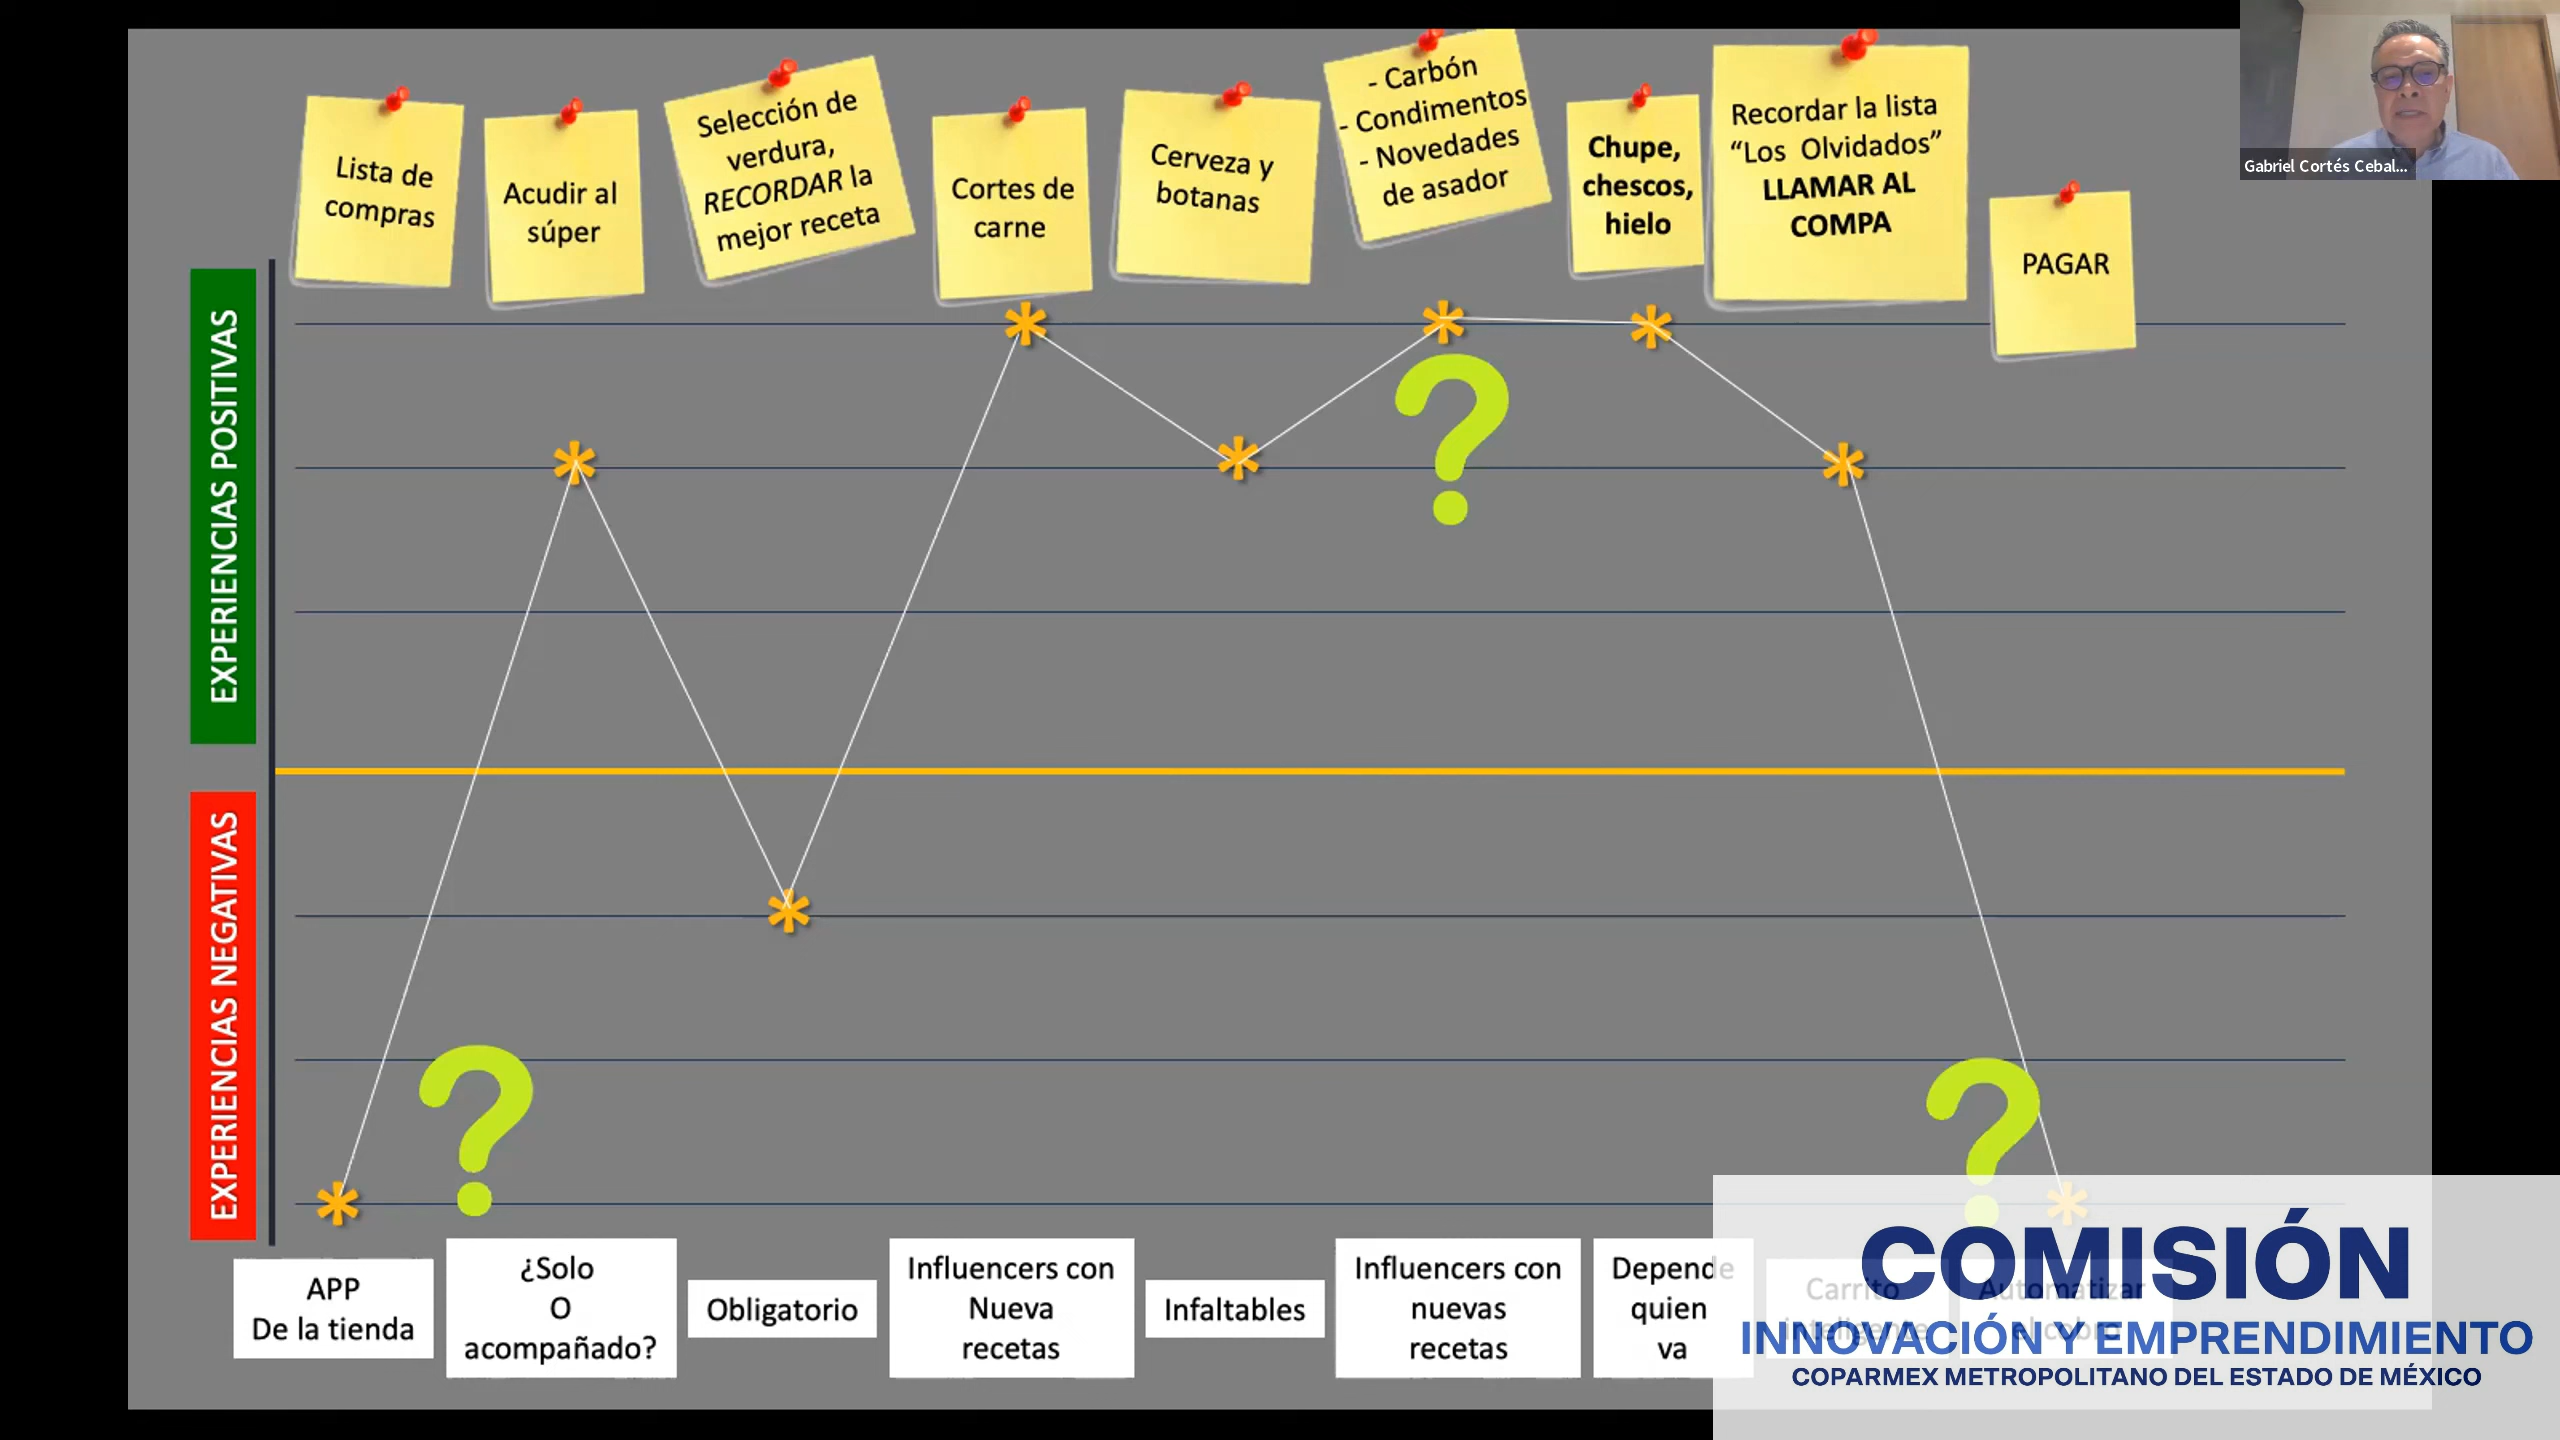 Lista de
compras
Acudir al
súper
Selección de
verdura,
RECORDAR la
mejor receta
Cortes de
carne
Cerveza y
botanas
- Carbón
- Condimentos
- Novedades
de asador
Chupe,
chescos,
hielo
Recordar la lista
“Los Olvidados”
LLAMAR AL
COMPA
PAGAR
Gabriel Cortés Cebal...
EXPERIENCIAS POSITIVAS
EXPERIENCIAS NEGATIVAS
?
?
?
APP
De la tienda
¿Solo
O
acompañado?
Obligatorio
Influencers con
Nueva
recetas
Infaltables
Influencers con
nuevas
recetas
Depende
quien
va
Carrito
inteligente
Automatizar
el cobro
COMISIÓN
INNOVACIÓN Y EMPRENDIMIENTO
COPARMEX METROPOLITANO DEL ESTADO DE MÉXICO